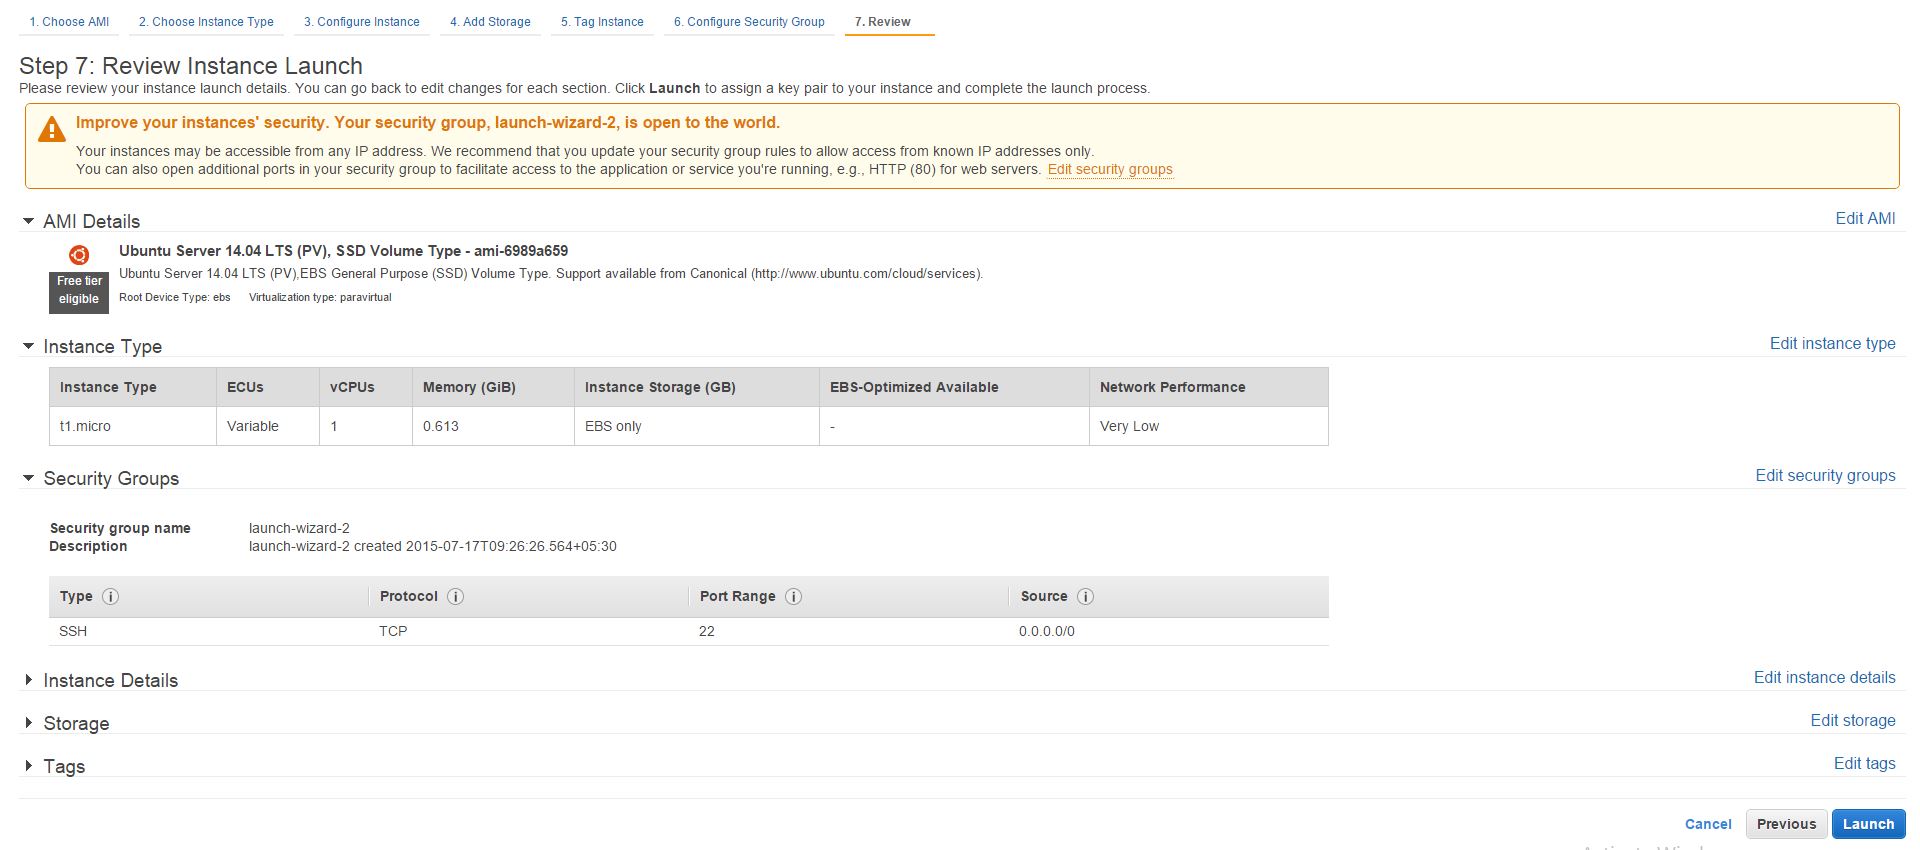 1. Choose AMI 2. Choose Instance Type 3. Configure Instance 4. Add Storage 5. Tag Instance 6. Configure Security Group 7. Review
Step 7: Review Instance Launch
Please review your instance launch details. You can go back to edit changes for each section. Click Launch to assign a key pair to your instance and complete the launch process.
Improve your instances' security. Your security group, launch-wizard-2, is open to the world.
Your instances may be accessible from any IP address. We recommend that you update your security group rules to allow access from known IP addresses only.
You can also open additional ports in your security group to facilitate access to the application or service you're running, e.g., HTTP (80) for web servers. Edit security groups
AMI Details Edit AMI
Ubuntu Server 14.04 LTS (PV), SSD Volume Type - ami-6989a659
Free tier eligible
Ubuntu Server 14.04 LTS (PV),EBS General Purpose (SSD) Volume Type. Support available from Canonical (http://www.ubuntu.com/cloud/services).
Root Device Type: ebs Virtualization type: paravirtual
Instance Type Edit instance type
Instance Type ECUs vCPUs Memory (GiB) Instance Storage (GB) EBS-Optimized Available Network Performance
t1.micro Variable 1 0.613 EBS only - Very Low
Security Groups Edit security groups
Security group name launch-wizard-2
Description launch-wizard-2 created 2015-07-17T09:26:26.564+05:30
Type Protocol Port Range Source
SSH TCP 22 0.0.0.0/0
Instance Details Edit instance details
Storage Edit storage
Tags Edit tags
Cancel Previous Launch